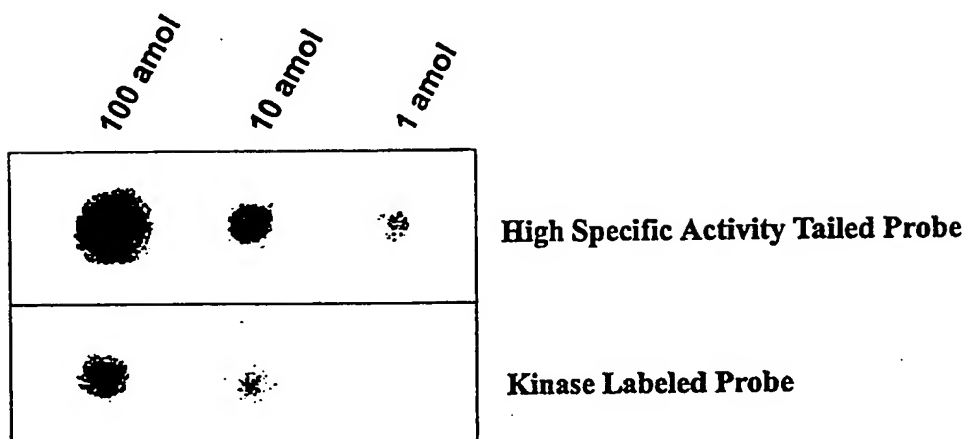 100 amol
10 amol
1 amol
High Specific Activity Tailed Probe
Kinase Labeled Probe